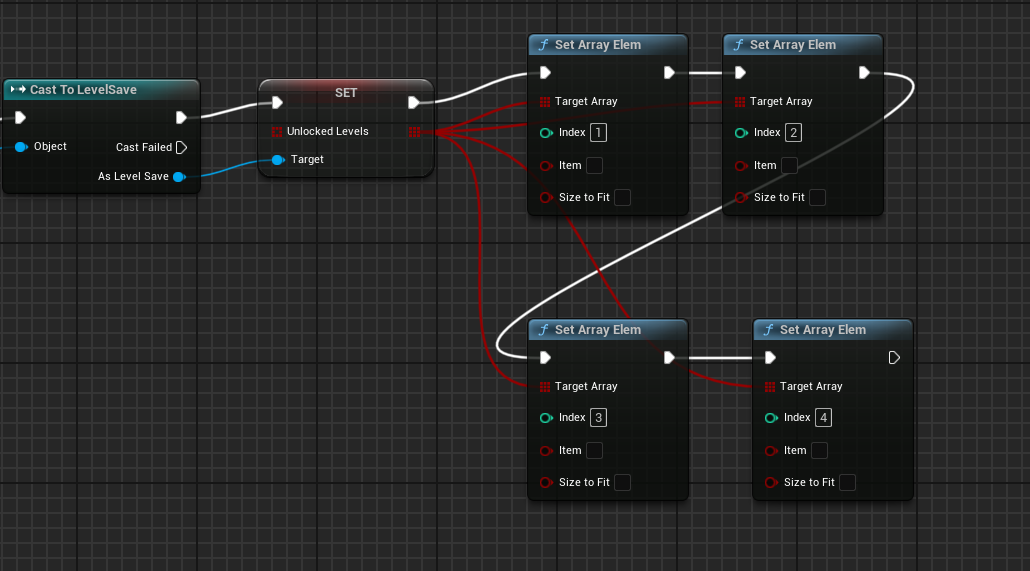 Cast To LevelSave
Object
Cast Failed
As Level Save
SET
Unlocked Levels
Target
Set Array Elem
Target Array
Index 1
Item
Size to Fit
Set Array Elem
Target Array
Index 2
Item
Size to Fit
Set Array Elem
Target Array
Index 3
Item
Size to Fit
Set Array Elem
Target Array
Index 4
Item
Size to Fit